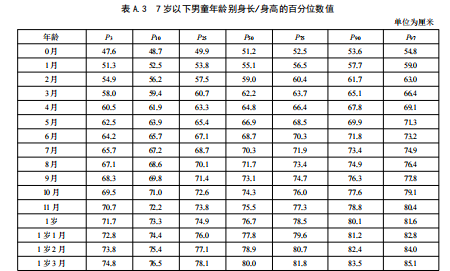 表 A.3 7岁以下男童年龄别身长/身高的百分位数值
单位为厘米
年龄 P3 P10 P25 P50 P75 P90 P97
0月 47.6 48.7 49.9 51.2 52.5 53.6 54.8
1月 51.3 52.5 53.8 55.1 56.5 57.7 59.0
2月 54.9 56.2 57.5 59.0 60.4 61.7 63.0
3月 58.0 59.4 60.7 62.2 63.7 65.1 66.4
4月 60.5 61.9 63.3 64.8 66.4 67.8 69.1
5月 62.5 63.9 65.4 66.9 68.5 69.9 71.3
6月 64.2 65.7 67.1 68.7 70.3 71.8 73.2
7月 65.7 67.2 68.7 70.3 71.9 73.4 74.9
8月 67.1 68.6 70.1 71.7 73.4 74.9 76.4
9月 68.3 69.8 71.4 73.1 74.7 76.3 77.8
10月 69.5 71.0 72.6 74.3 76.0 77.6 79.1
11月 70.7 72.2 73.8 75.5 77.3 78.8 80.4
1岁 71.7 73.3 74.9 76.7 78.5 80.1 81.6
1岁1月 72.8 74.4 76.0 77.8 79.6 81.2 82.8
1岁2月 73.8 75.4 77.1 78.9 80.7 82.4 84.0
1岁3月 74.8 76.5 78.1 80.0 81.8 83.5 85.1